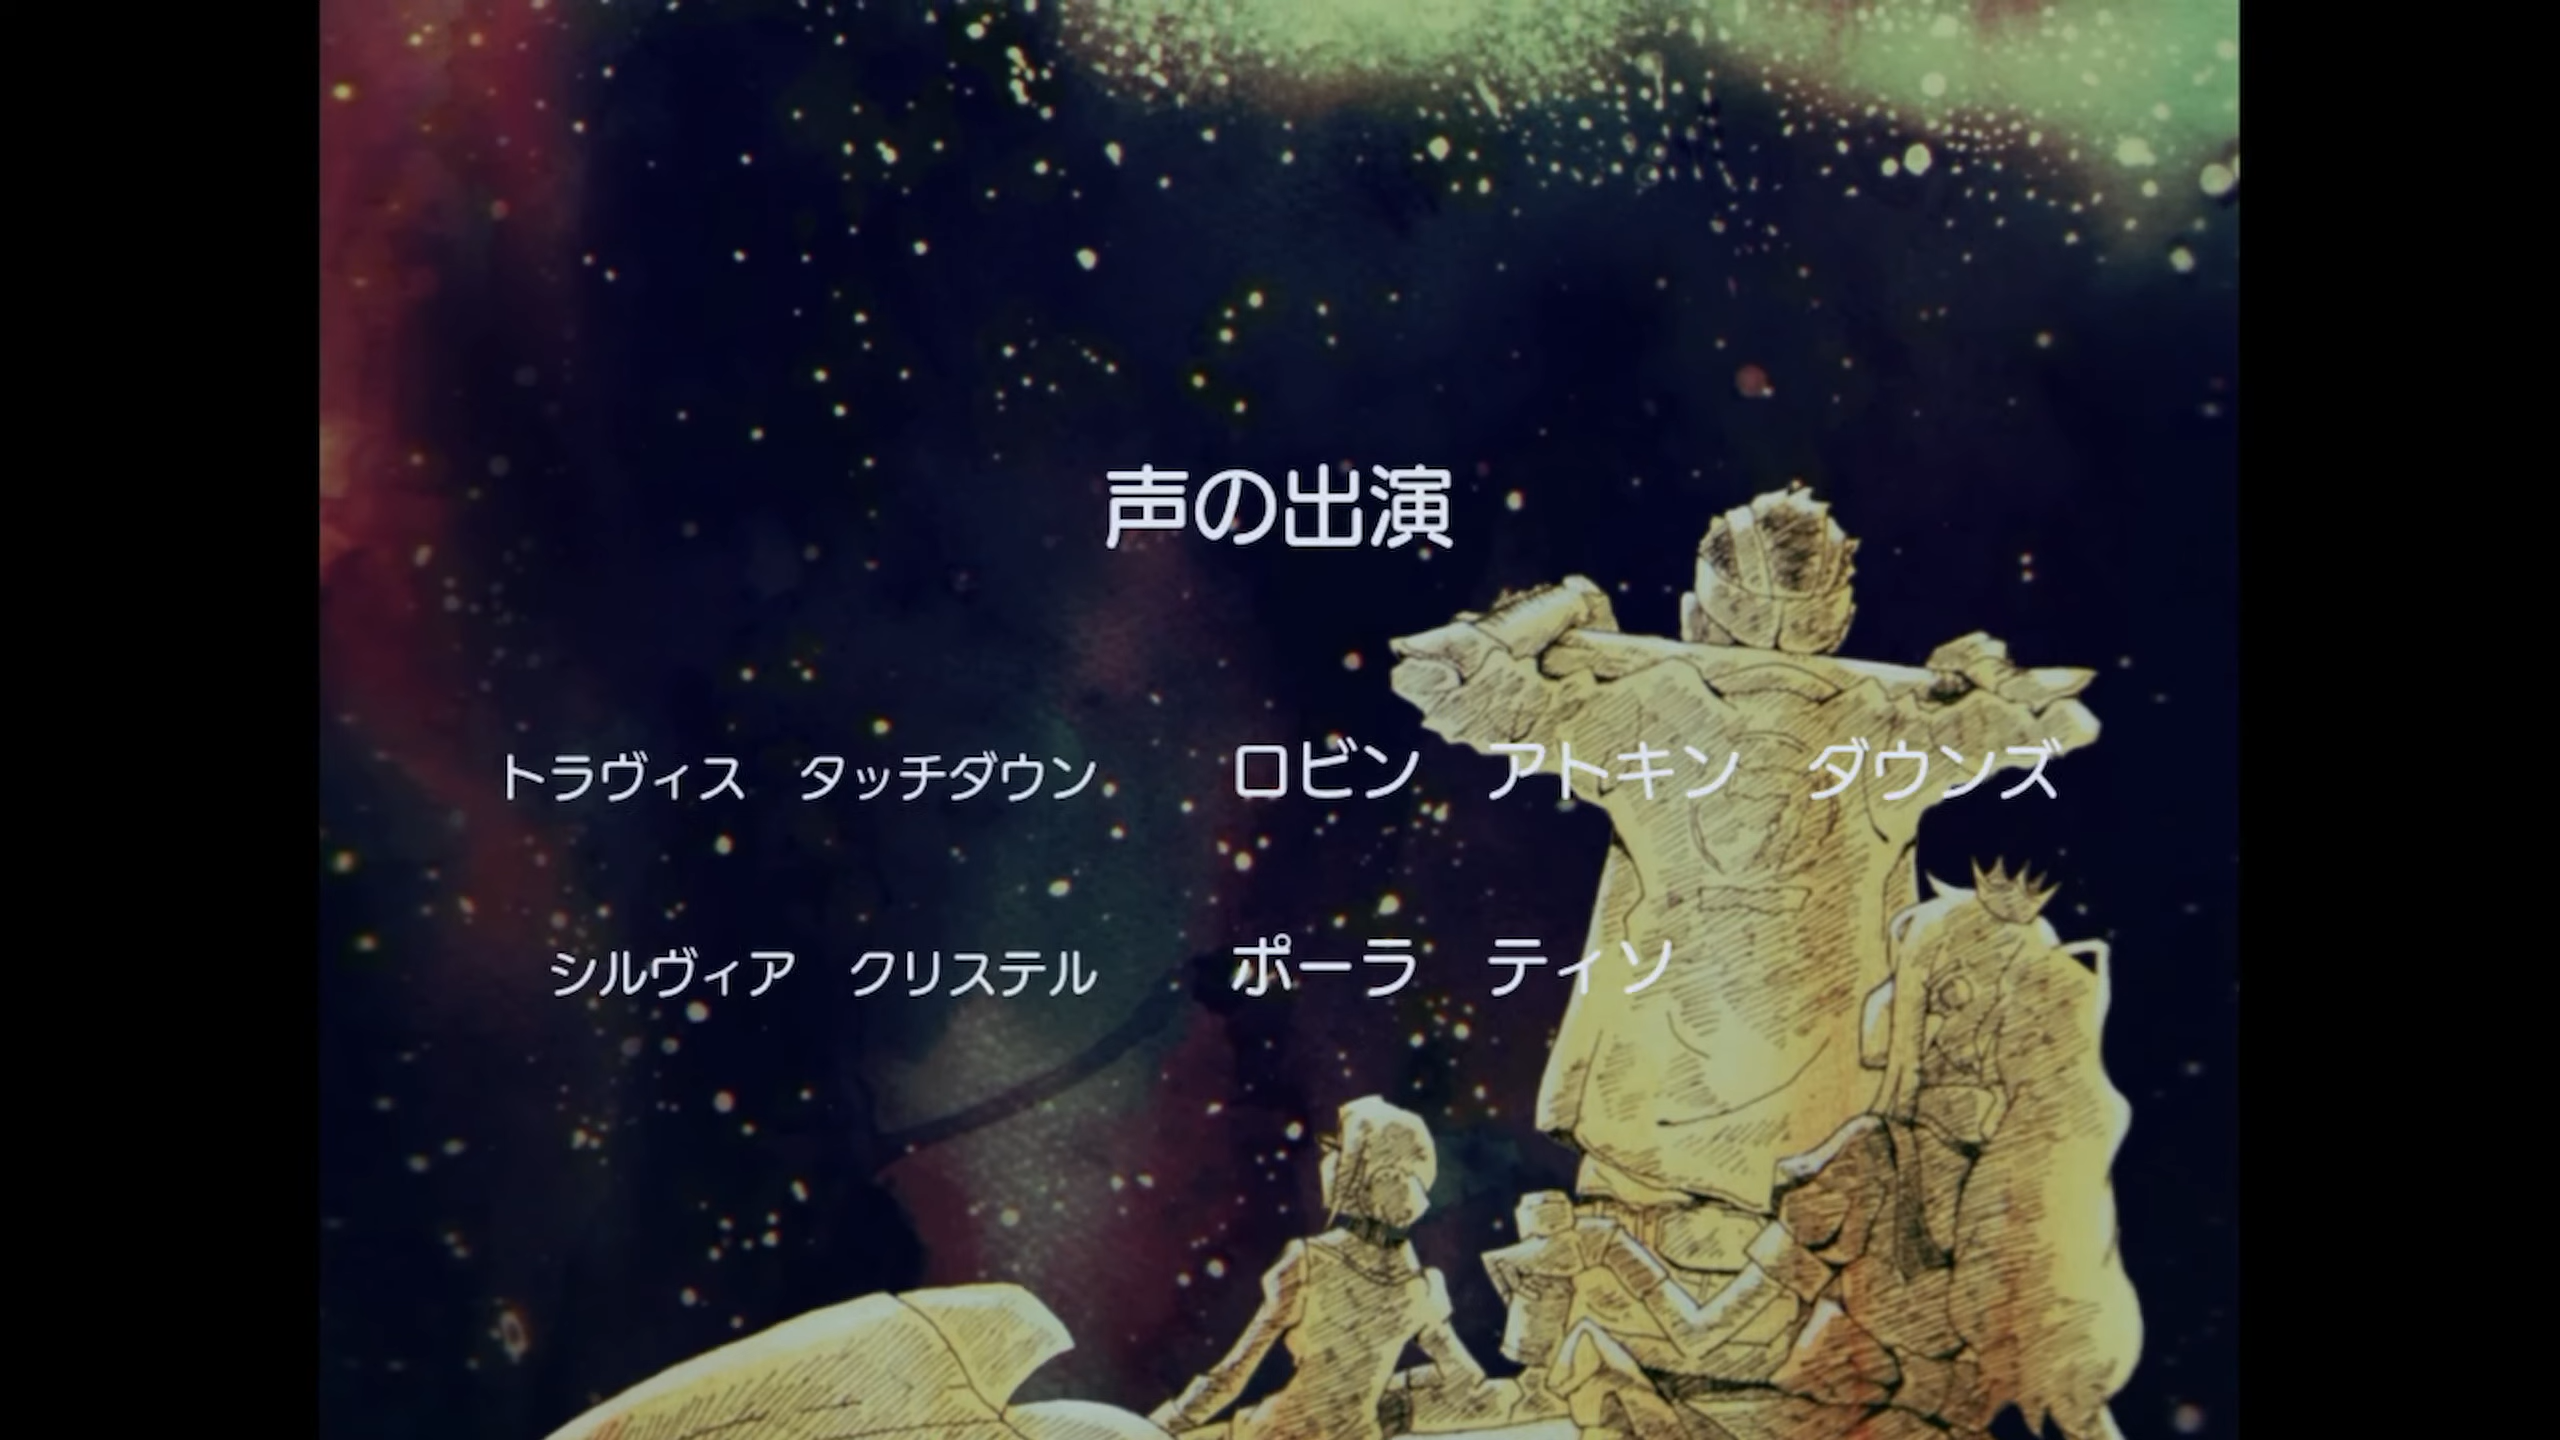 声の出演
トラヴィス　タッチダウン　ロビン　アトキン　ダウンズ
シルヴィア　クリステル　ポーラ　ティソ